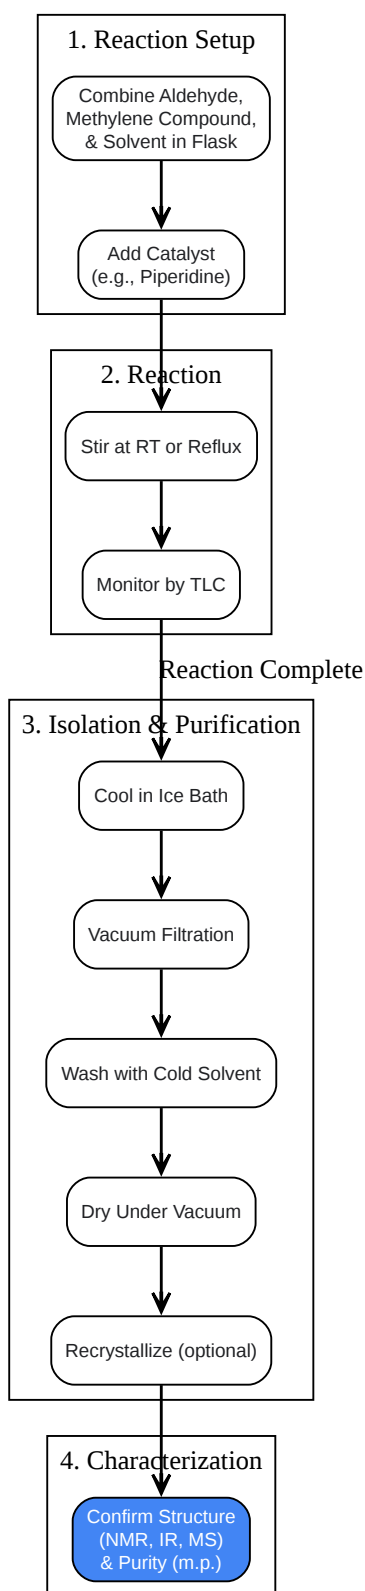 1. Reaction Setup
Combine Aldehyde,
Methylene Compound,
& Solvent in Flask
Add Catalyst
(e.g., Piperidine)
2. Reaction
Stir at RT or Reflux
Monitor by TLC
Reaction Complete
3. Isolation & Purification
Cool in Ice Bath
Vacuum Filtration
Wash with Cold Solvent
Dry Under Vacuum
Recrystallize (optional)
4. Characterization
Confirm Structure
(NMR, IR, MS)
& Purity (m.p.)